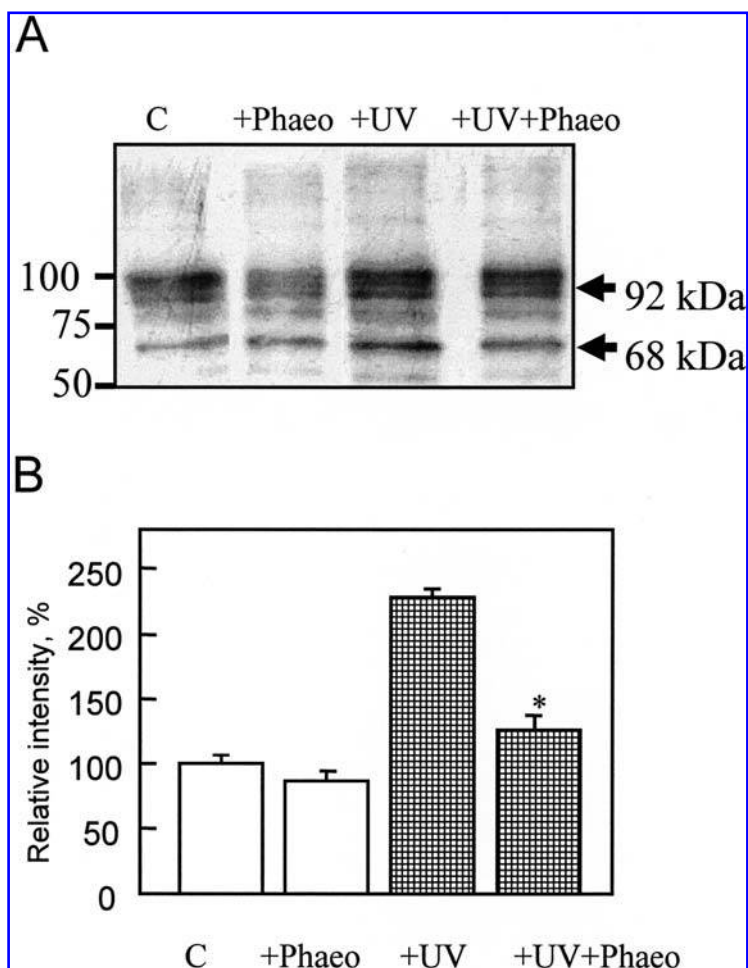 A
C +Phaeo +UV +UV+Phaeo
100
92 kDa
75
68 kDa
50
B
Relative intensity, %
250
200
150
*
100
50
0
C +Phaeo +UV +UV+Phaeo